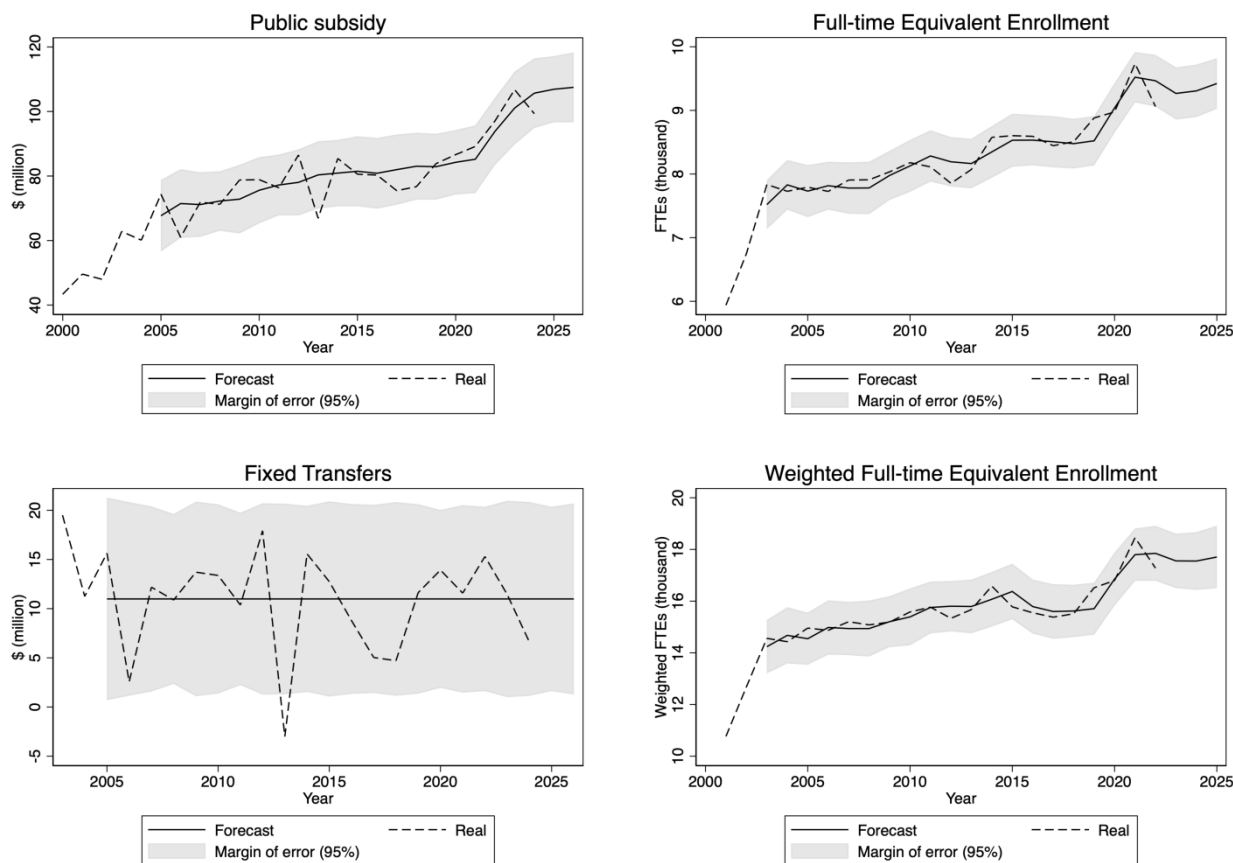 Public subsidy
$ (million)
120
100
80
60
40
2000
2005
2010
2015
2020
2025
Year
Forecast
Real
Margin of error (95%)
Full-time Equivalent Enrollment
FTEs (thousand)
10
9
8
7
6
2000
2005
2010
2015
2020
2025
Year
Forecast
Real
Margin of error (95%)
Fixed Transfers
$ (million)
20
15
10
5
0
-5
2005
2010
2015
2020
2025
Year
Forecast
Real
Margin of error (95%)
Weighted Full-time Equivalent Enrollment
Weighted FTEs (thousand)
20
18
16
14
12
10
2000
2005
2010
2015
2020
2025
Year
Forecast
Real
Margin of error (95%)